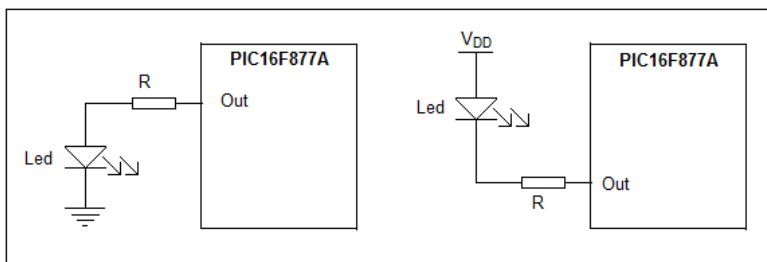 PIC16F877A
R
Out
Led
VDD
PIC16F877A
Led
Out
R